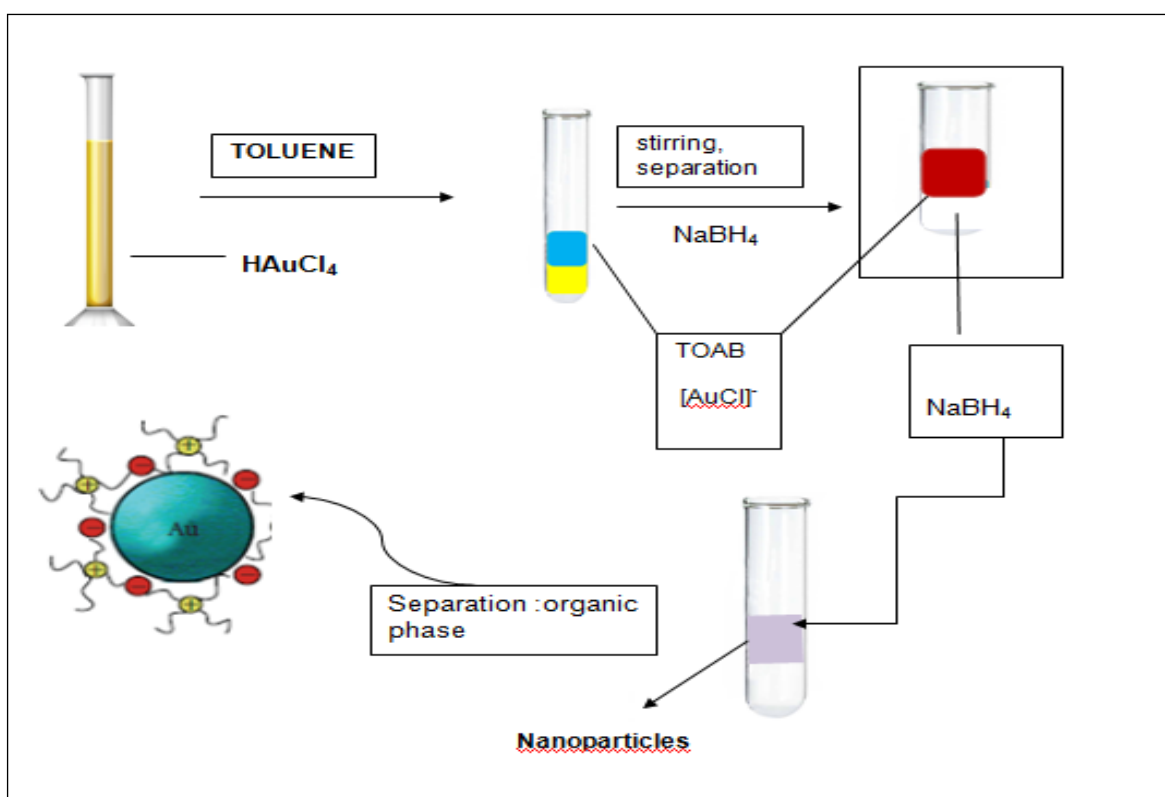 TOLUENE
HAuCl₄
stirring,
separation
NaBH₄
TOAB
[AuCl]⁻
NaBH₄
Au
Separation :organic
phase
Nanoparticles